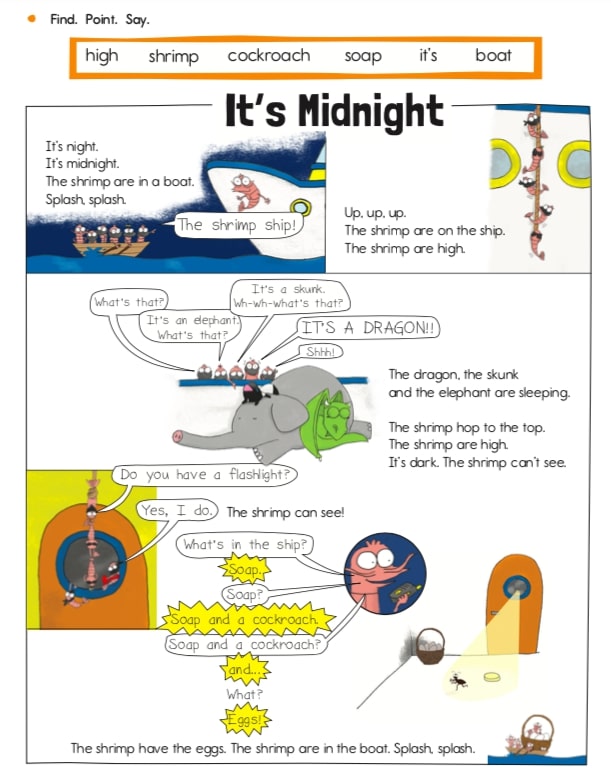 Find. Point. Say.
high shrimp cockroach soap it's boat
It's Midnight
It's night.
It's midnight.
The shrimp are in a boat.
Splash, splash.
The shrimp ship!
Up, up, up.
The shrimp are on the ship.
The shrimp are high.
What's that?
It's an elephant.
What's that?
It's a skunk.
Wh-wh-what's that?
IT'S A DRAGON!!
Shhh!
The dragon, the skunk
and the elephant are sleeping.
The shrimp hop to the top.
The shrimp are high.
It's dark. The shrimp can't see.
Do you have a flashlight?
Yes, I do.
The shrimp can see!
What's in the ship?
Soap.
Soap?
Soap and a cockroach.
Soap and a cockroach?
and...
What?
Eggs!
The shrimp have the eggs. The shrimp are in the boat. Splash, splash.